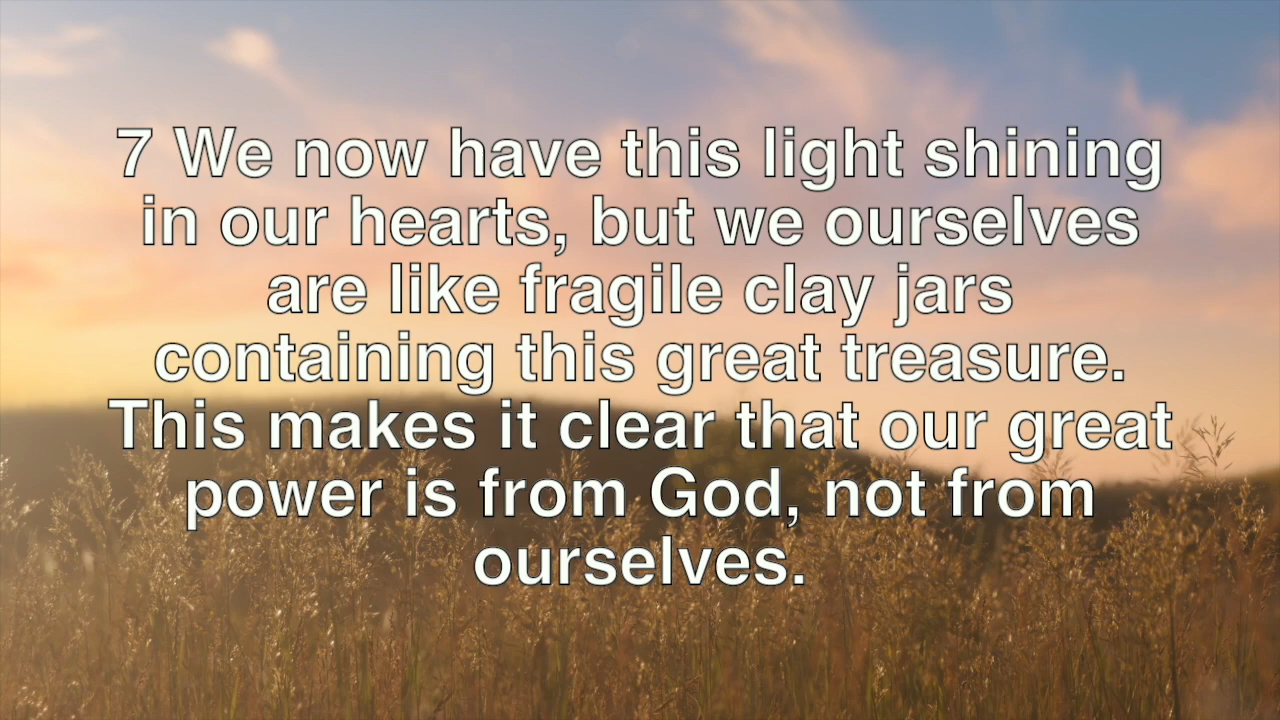 7 We now have this light shining
in our hearts, but we ourselves
are like fragile clay jars
containing this great treasure.
This makes it clear that our great
power is from God, not from
ourselves.